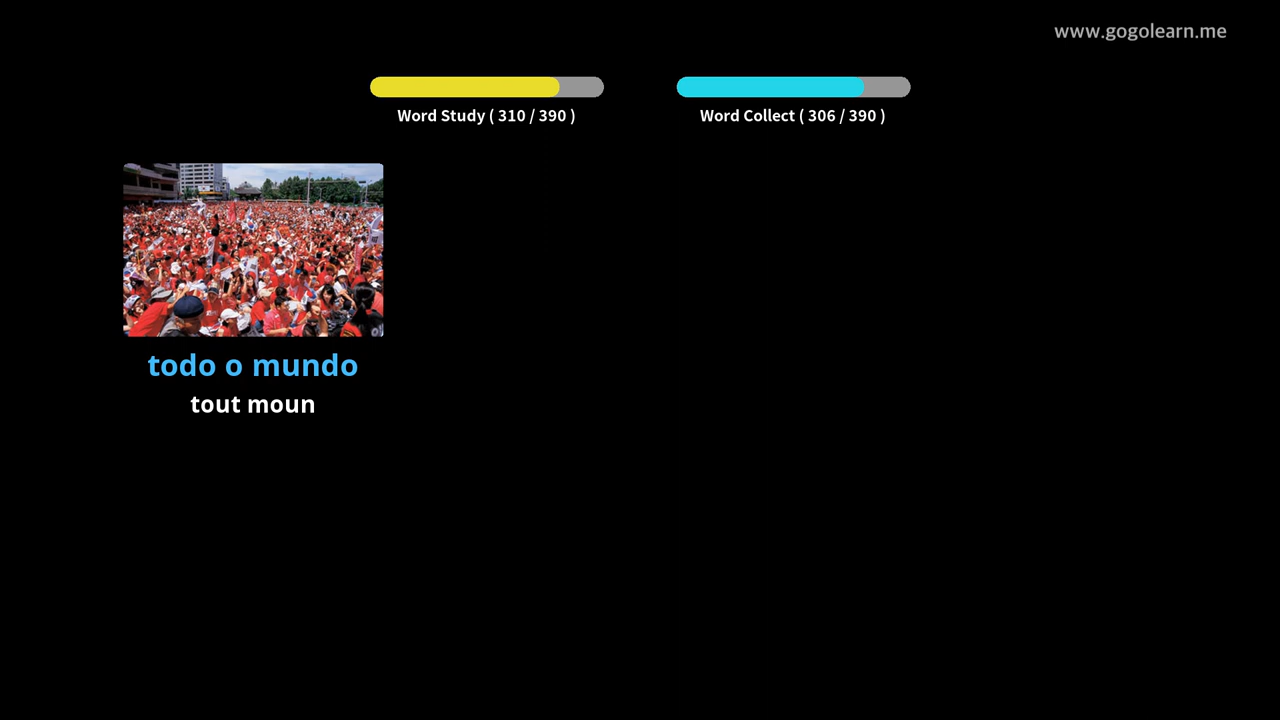 www.gogolearn.me
Word Study ( 310 / 390 )
Word Collect ( 306 / 390 )
todo o mundo
tout moun